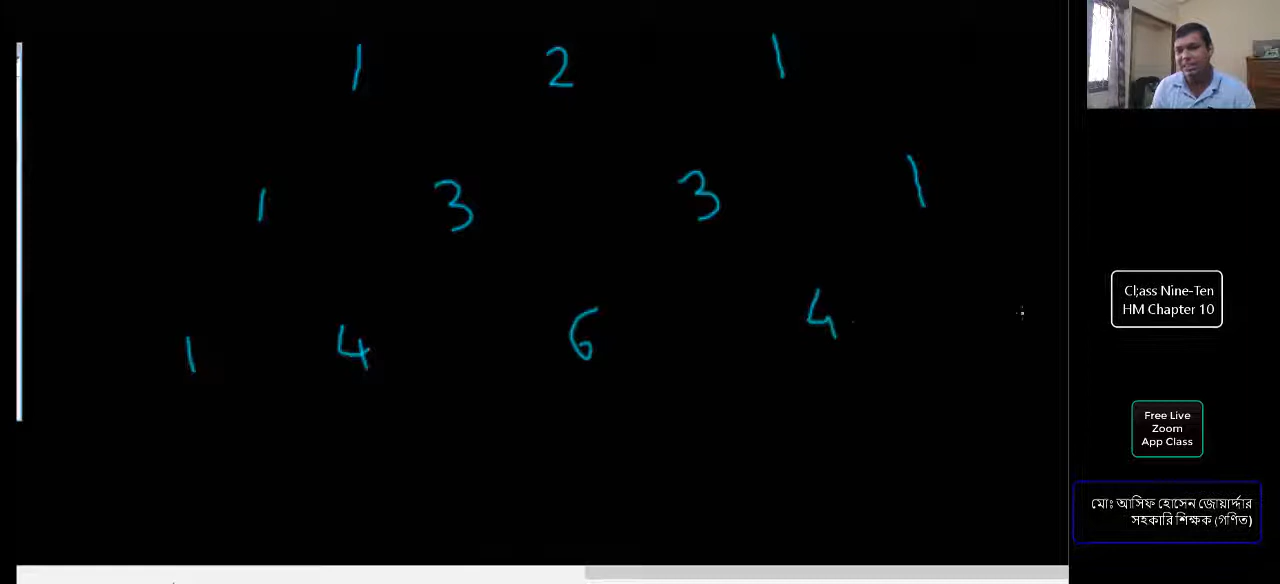 1 2 1
1 3 3 1
1 4 6 4
Cl;ass Nine-Ten
HM Chapter 10
Free Live
Zoom
App Class
মোঃ আসিফ হোসেন জোয়ার্দ্দার
সহকারি শিক্ষক (গণিত)